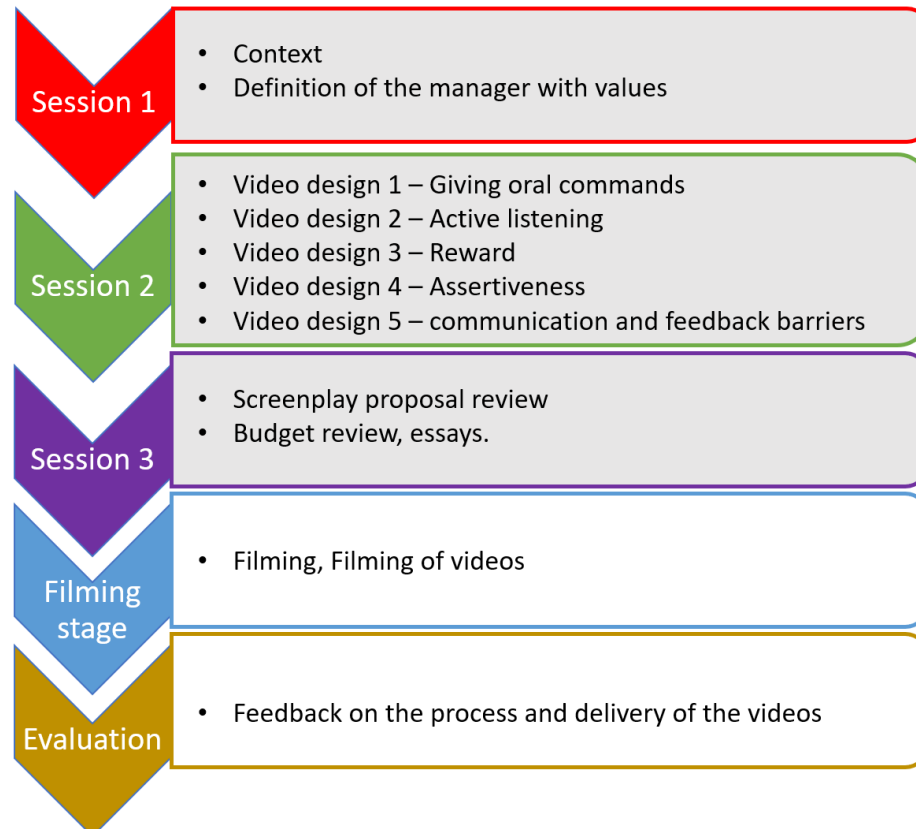 Session 1
• Context
• Definition of the manager with values
Session 2
• Video design 1 – Giving oral commands
• Video design 2 – Active listening
• Video design 3 – Reward
• Video design 4 – Assertiveness
• Video design 5 – communication and feedback barriers
Session 3
• Screenplay proposal review
• Budget review, essays.
Filming
stage
• Filming, Filming of videos
Evaluation
• Feedback on the process and delivery of the videos